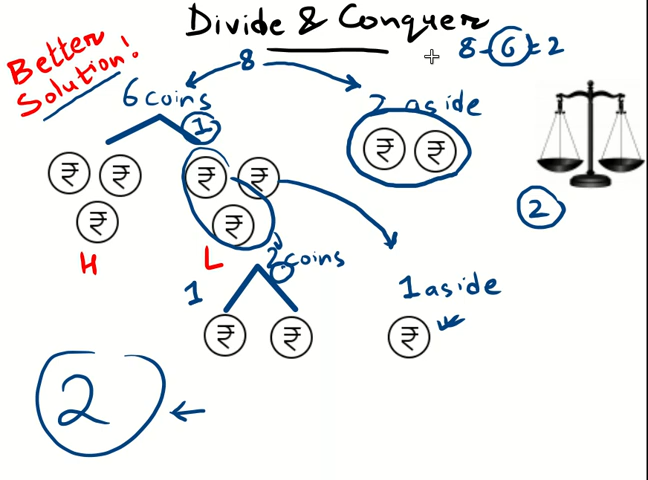 Divide & Conquer
Better
Solution!
8
8-6=2
6 coins
2 aside
1
₹ ₹
₹ ₹
₹ ₹
₹
₹
2
H
L
2 coins
1
1 aside
₹ ₹
₹
2